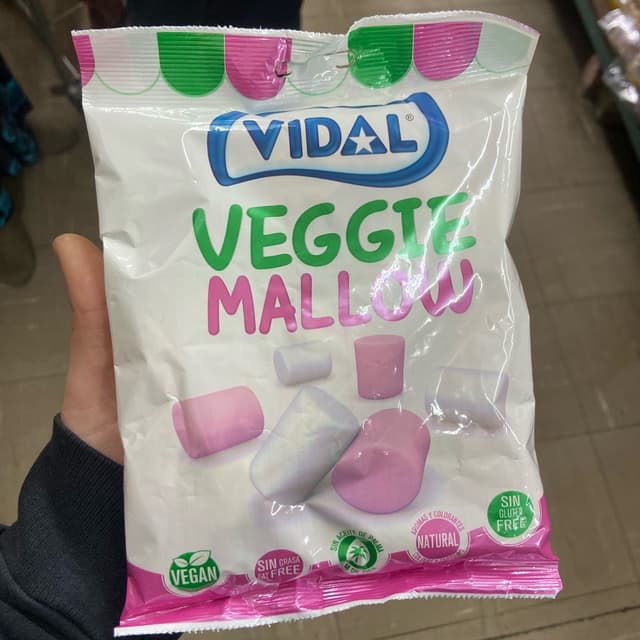 VIDAL®
VEGGIE
MALLOW
VEGAN
SIN GRASA
FAT FREE
SIN ACEITE DE PALMA
AROMAS Y COLORANTES
NATURAL
SIN
GLUTEN
FREE